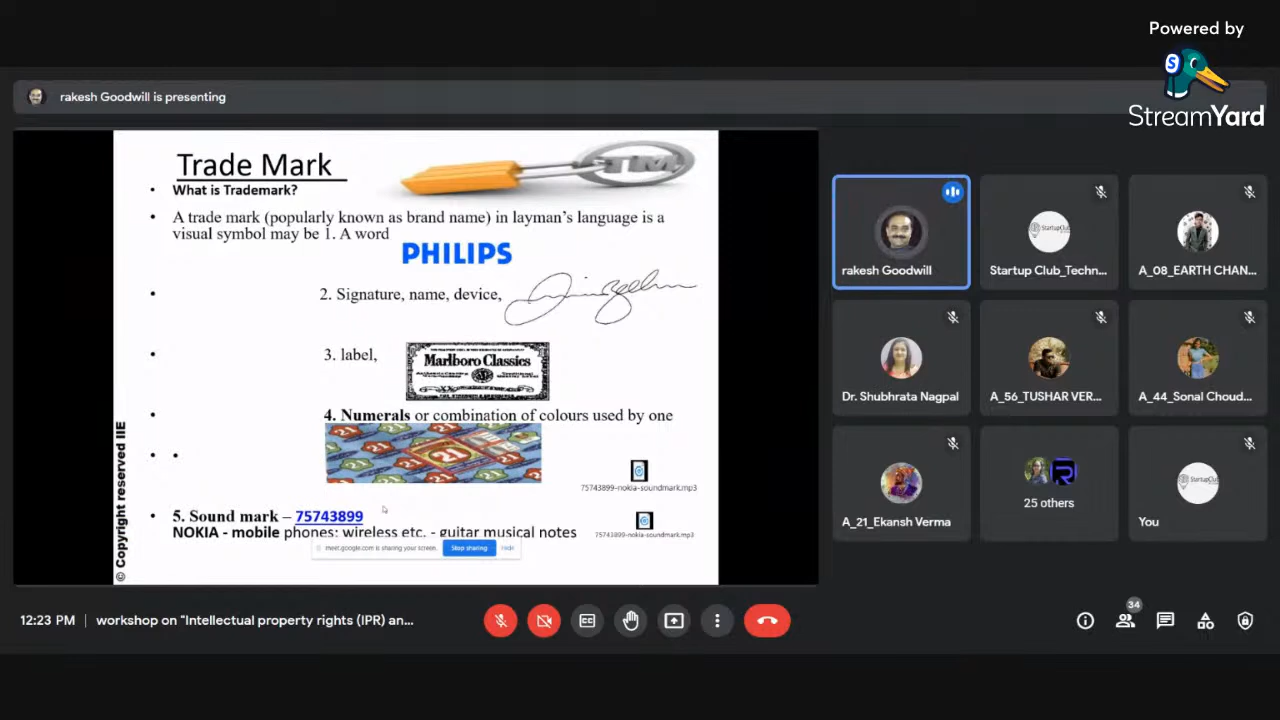 Powered by
StreamYard
rakesh Goodwill is presenting
Trade Mark
TM
• What is Trademark?
• A trade mark (popularly known as brand name) in layman's language is a
visual symbol may be 1. A word
PHILIPS
• 2. Signature, name, device,
• 3. label,
Marlboro Classics
• 4. Numerals or combination of colours used by one
21
• •
75743899-nokia-soundmark.mp3
• 5. Sound mark – 75743899
NOKIA - mobile phones; wireless etc. - guitar musical notes
75743899-nokia-soundmark.mp3
meet.google.com is sharing your screen. Stop sharing Hide
© Copyright reserved IIE
rakesh Goodwill
Startup Club_Techn...
A_08_EARTH CHAN...
Dr. Shubhrata Nagpal
A_56_TUSHAR VER...
A_44_Sonal Choud...
A_21_Ekansh Verma
25 others
You
12:23 PM | workshop on "Intellectual property rights (IPR) an...
34